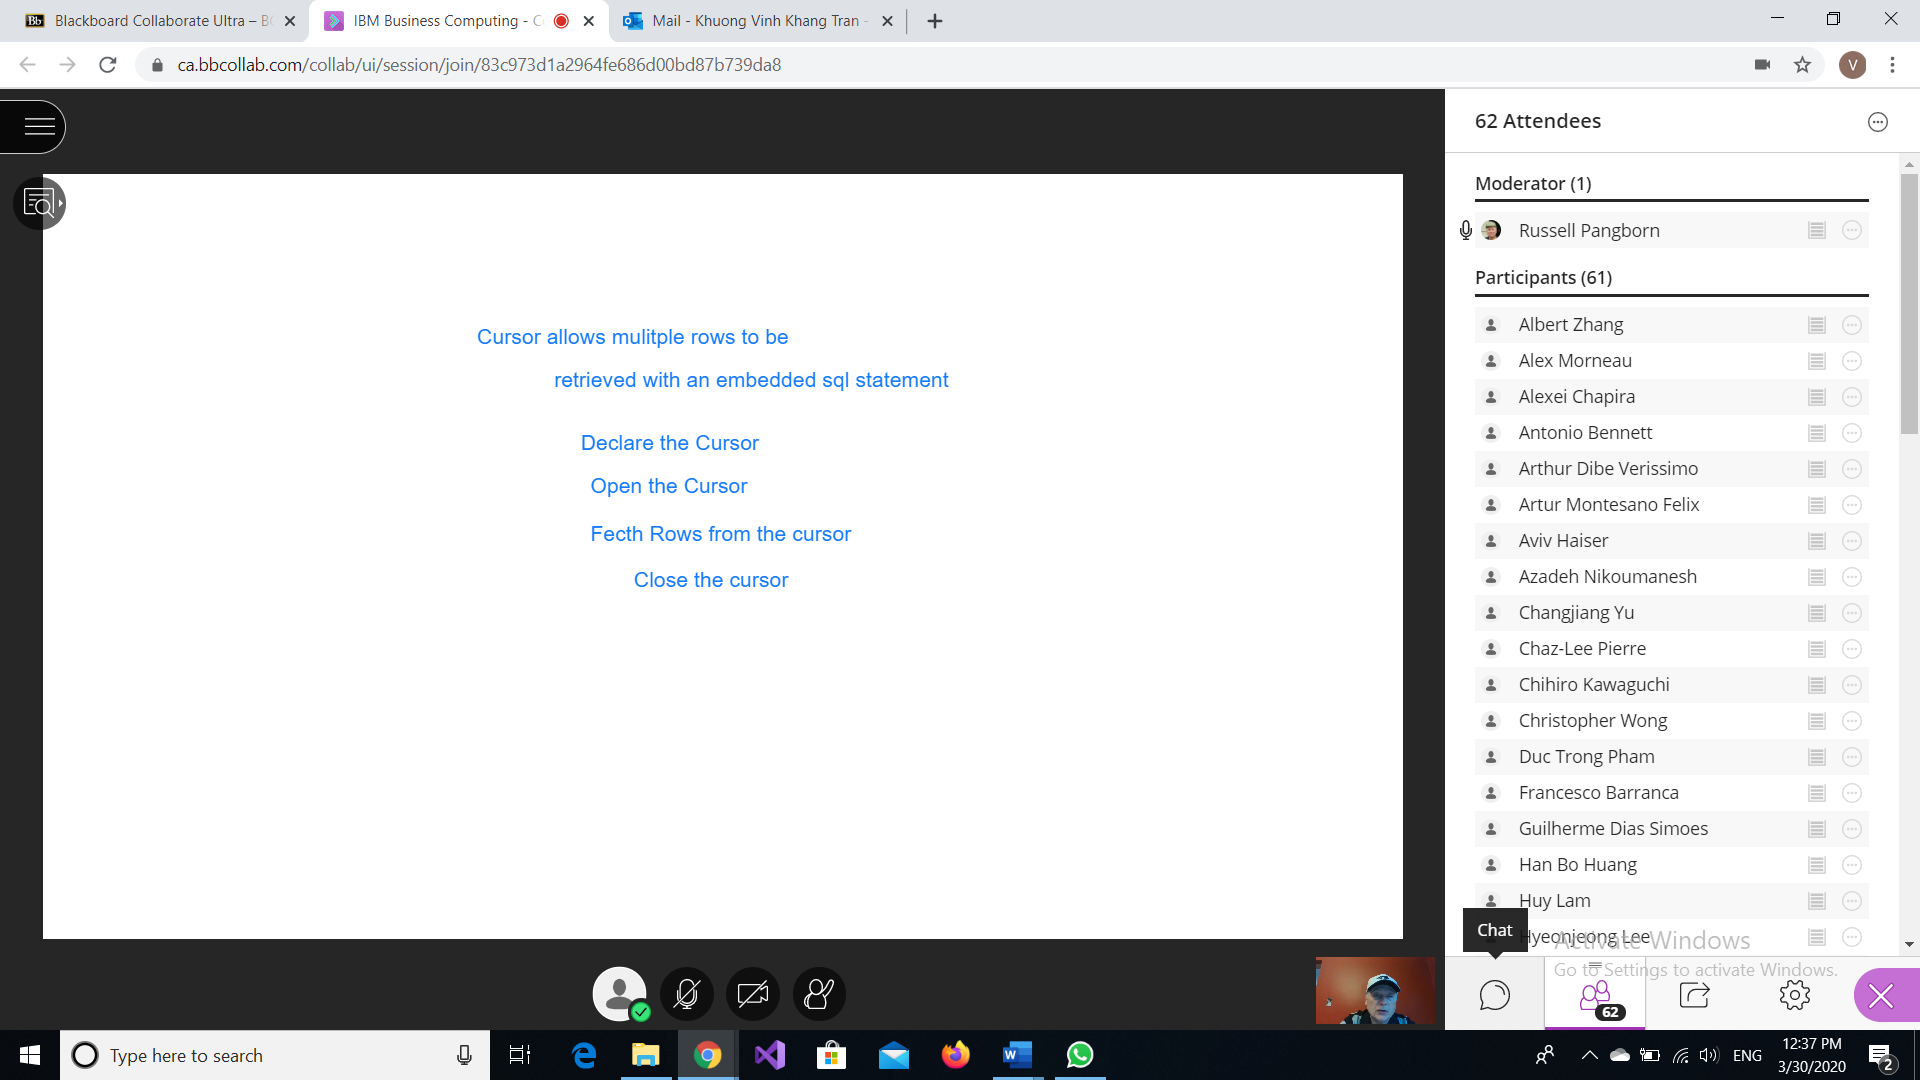 Blackboard Collaborate Ultra – B
IBM Business Computing - C
Mail - Khuong Vinh Khang Tran -
ca.bbcollab.com/collab/ui/session/join/83c973d1a2964fe686d00bd87b739da8
V
62 Attendees
Moderator (1)
Russell Pangborn
Participants (61)
Albert Zhang
Alex Morneau
Alexei Chapira
Antonio Bennett
Arthur Dibe Verissimo
Artur Montesano Felix
Aviv Haiser
Azadeh Nikoumanesh
Changjiang Yu
Chaz-Lee Pierre
Chihiro Kawaguchi
Christopher Wong
Duc Trong Pham
Francesco Barranca
Guilherme Dias Simoes
Han Bo Huang
Huy Lam
Hyeonjeong Lee
Cursor allows mulitple rows to be
retrieved with an embedded sql statement
Declare the Cursor
Open the Cursor
Fecth Rows from the cursor
Close the cursor
Chat
Activate Windows
Go to Settings to activate Windows.
62
Type here to search
ENG
12:37 PM
3/30/2020
2